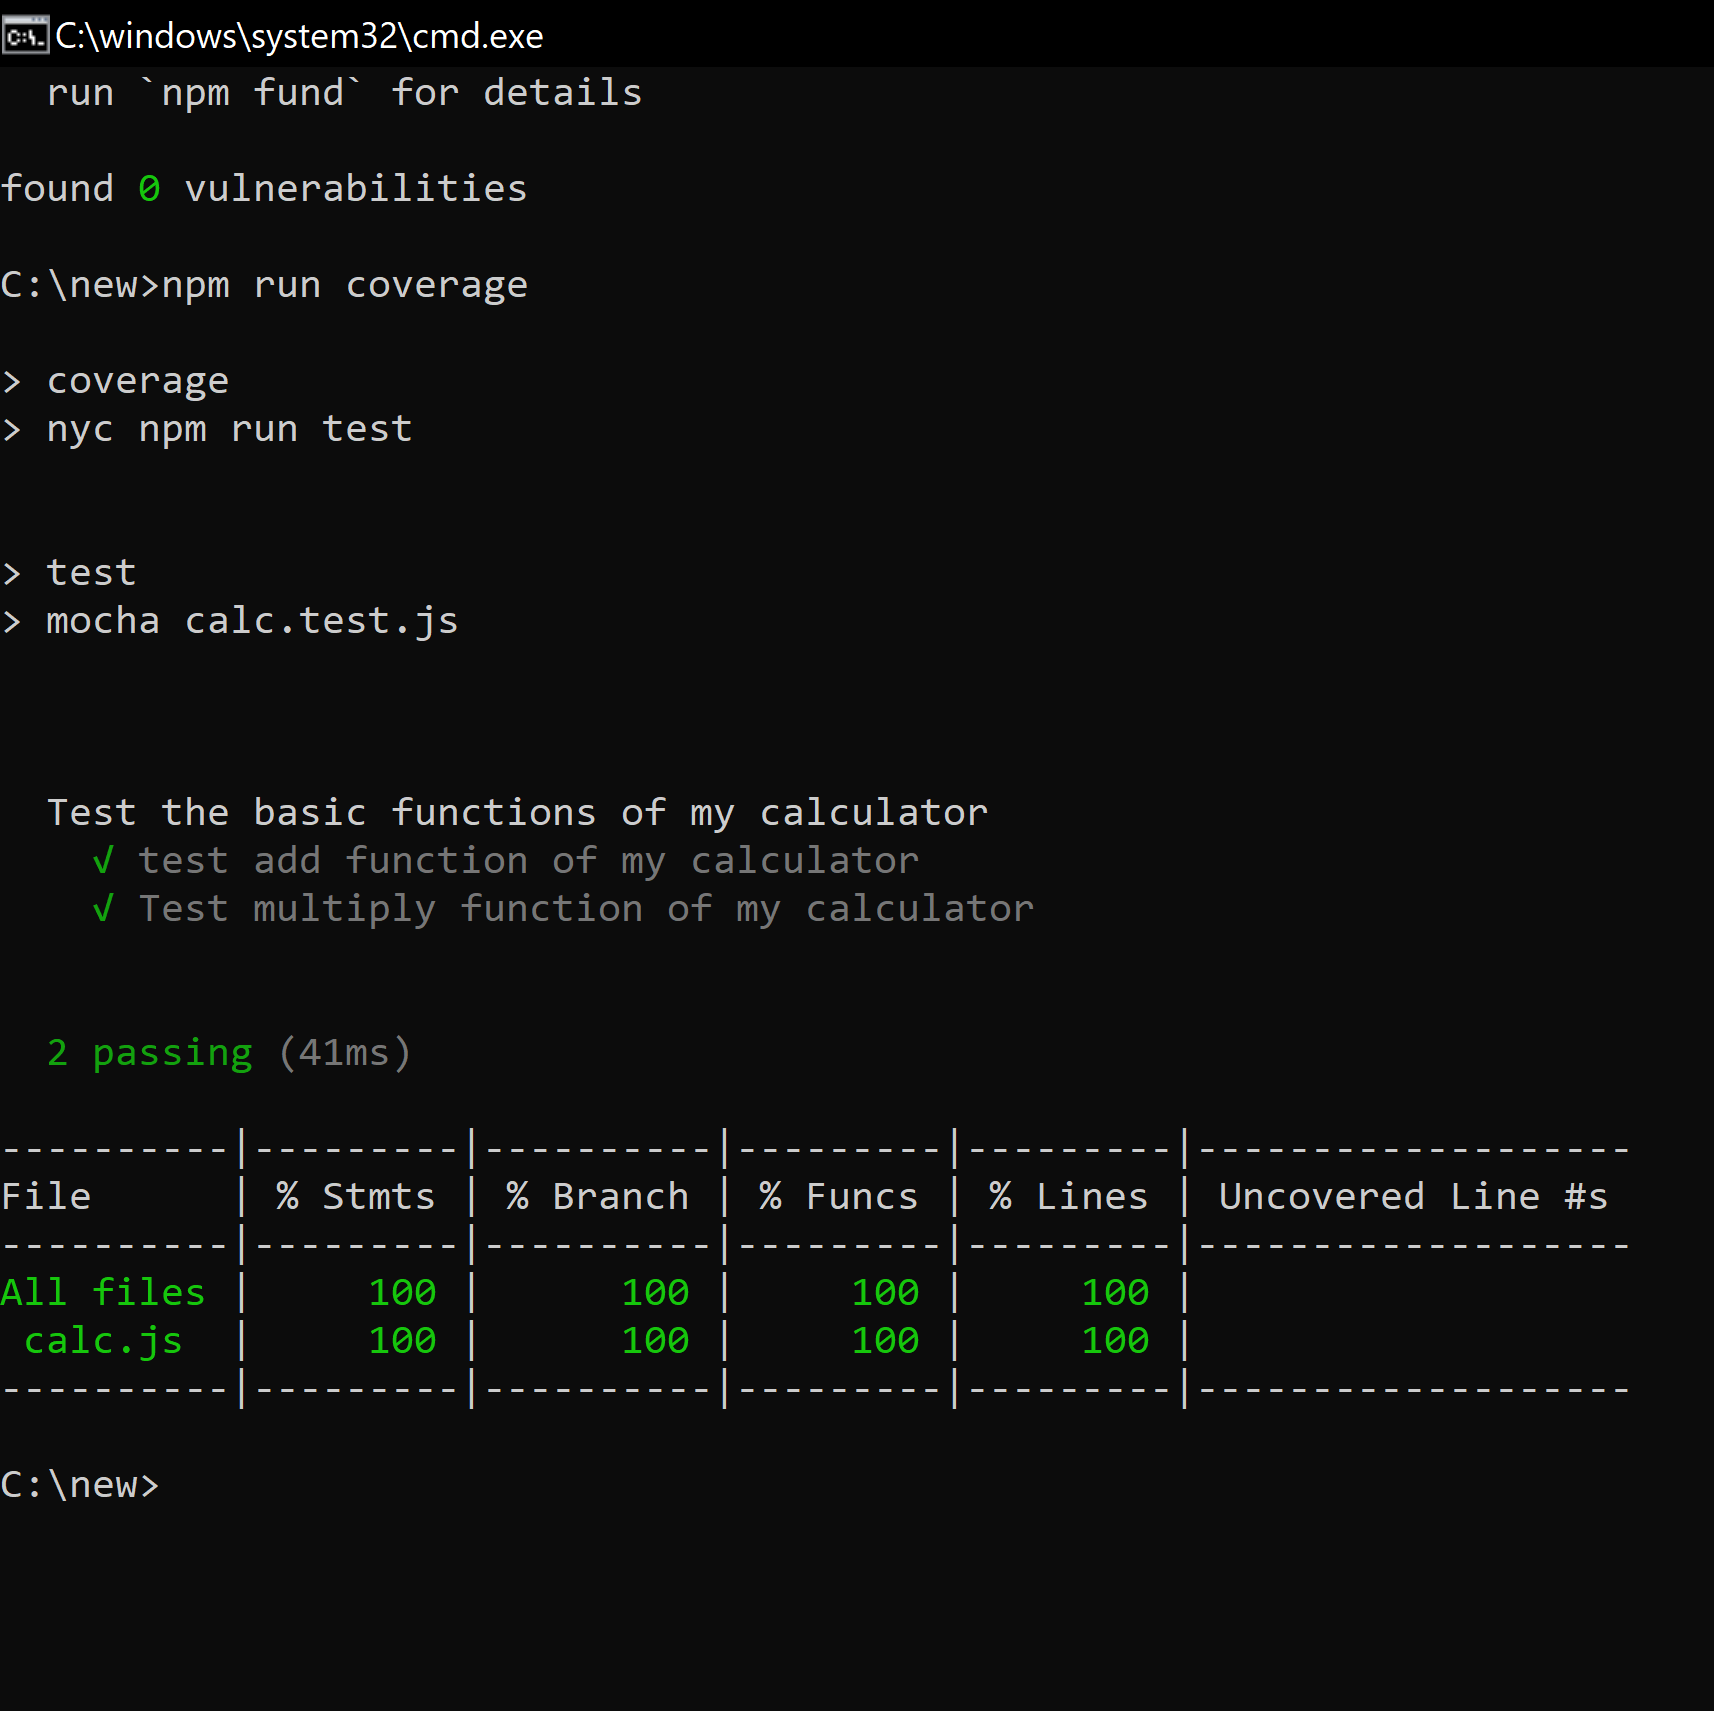 C:\windows\system32\cmd.exe
run `npm fund` for details
found 0 vulnerabilities
C:\new>npm run coverage
> coverage
> nyc npm run test
> test
> mocha calc.test.js
Test the basic functions of my calculator
√ test add function of my calculator
√ Test multiply function of my calculator
2 passing (41ms)
----------|---------|----------|---------|---------|-------------------
File      | % Stmts | % Branch | % Funcs | % Lines | Uncovered Line #s
----------|---------|----------|---------|---------|-------------------
All files |     100 |      100 |     100 |     100 |
 calc.js  |     100 |      100 |     100 |     100 |
----------|---------|----------|---------|---------|-------------------
C:\new>